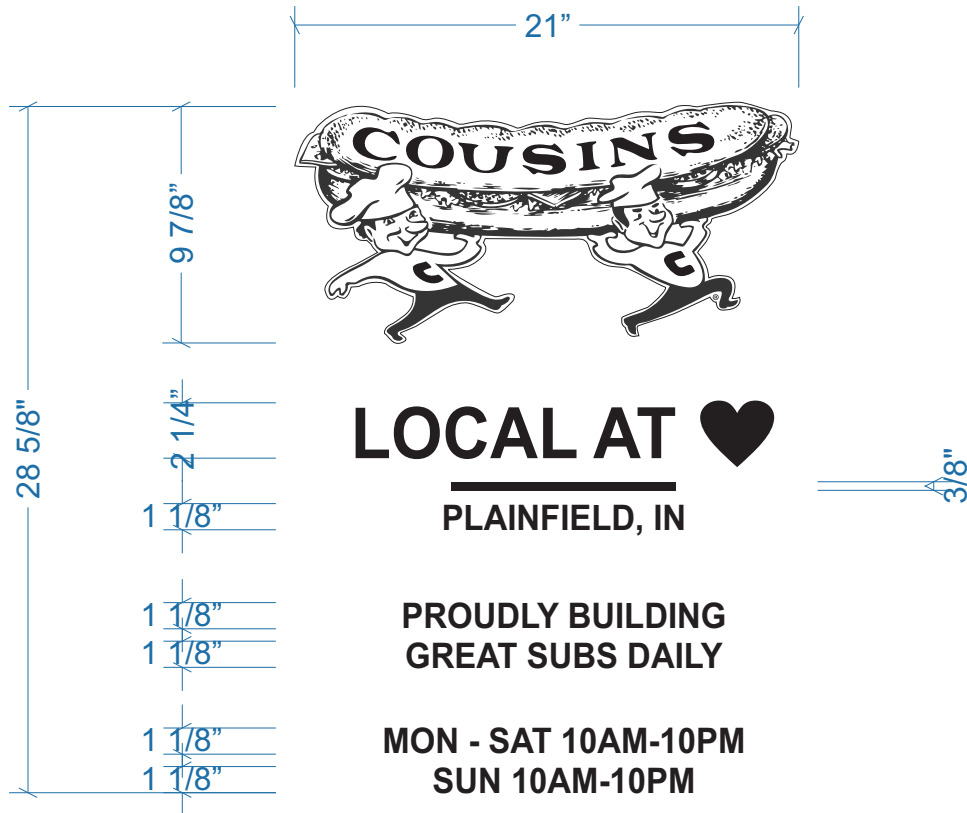 21”
COUSINS
C
C
®
9 7/8”
28 5/8"
2 1/4”
LOCAL AT
3/8"
1 1/8”
PLAINFIELD, IN
1 1/8”
PROUDLY BUILDING
1 1/8”
GREAT SUBS DAILY
1 1/8”
MON - SAT 10AM-10PM
1 1/8”
SUN 10AM-10PM